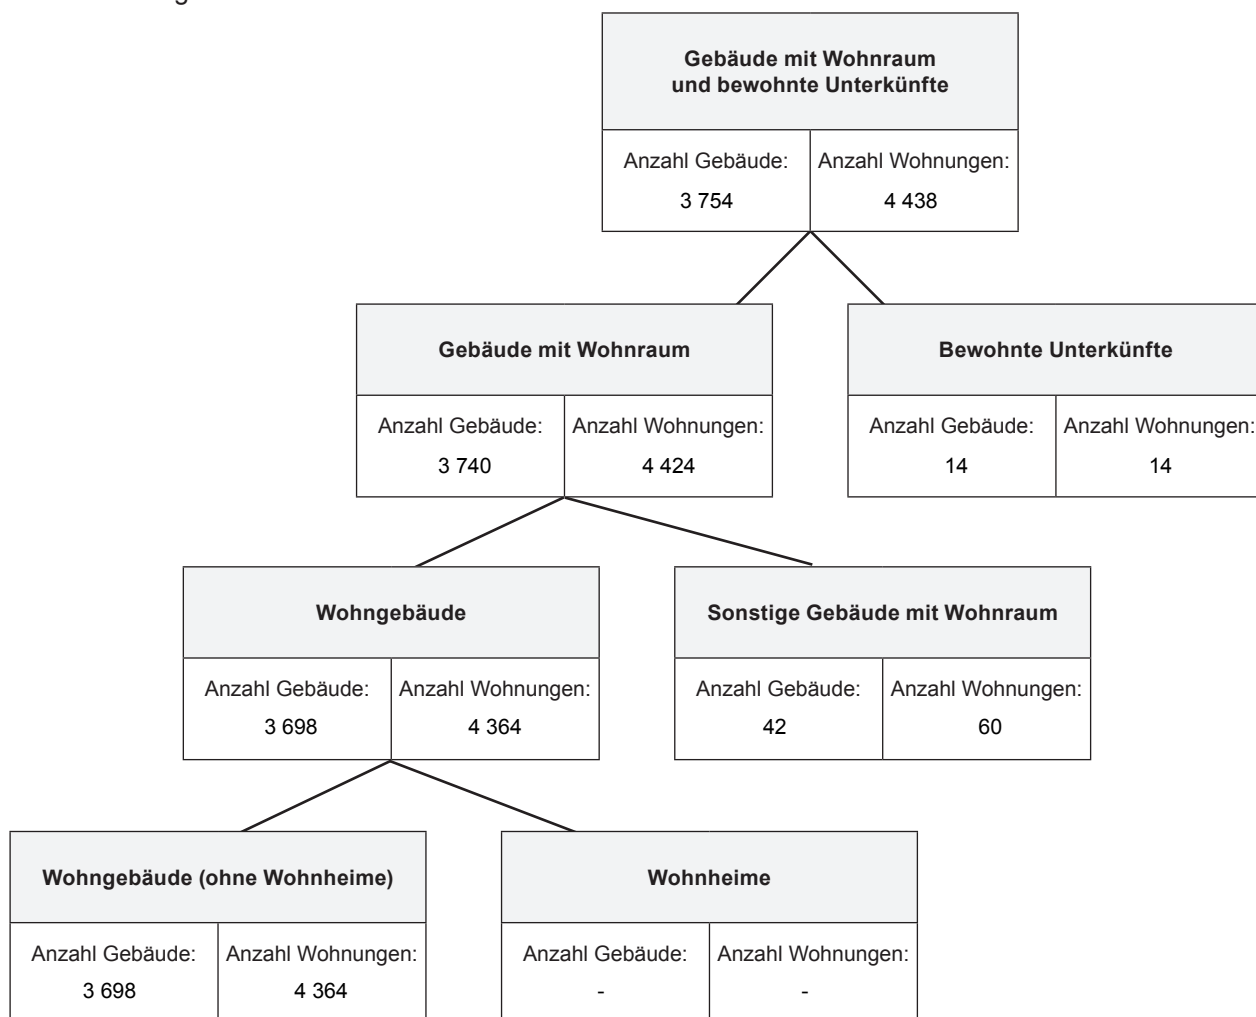 Gebäude mit Wohnraum
und bewohnte Unterkünfte
Anzahl Gebäude: Anzahl Wohnungen:
3 754 4 438
Gebäude mit Wohnraum Bewohnte Unterkünfte
Anzahl Gebäude: Anzahl Wohnungen: Anzahl Gebäude: Anzahl Wohnungen:
3 740 4 424 14 14
Wohngebäude Sonstige Gebäude mit Wohnraum
Anzahl Gebäude: Anzahl Wohnungen: Anzahl Gebäude: Anzahl Wohnungen:
3 698 4 364 42 60
Wohngebäude (ohne Wohnheime) Wohnheime
Anzahl Gebäude: Anzahl Wohnungen: Anzahl Gebäude: Anzahl Wohnungen:
3 698 4 364 - -